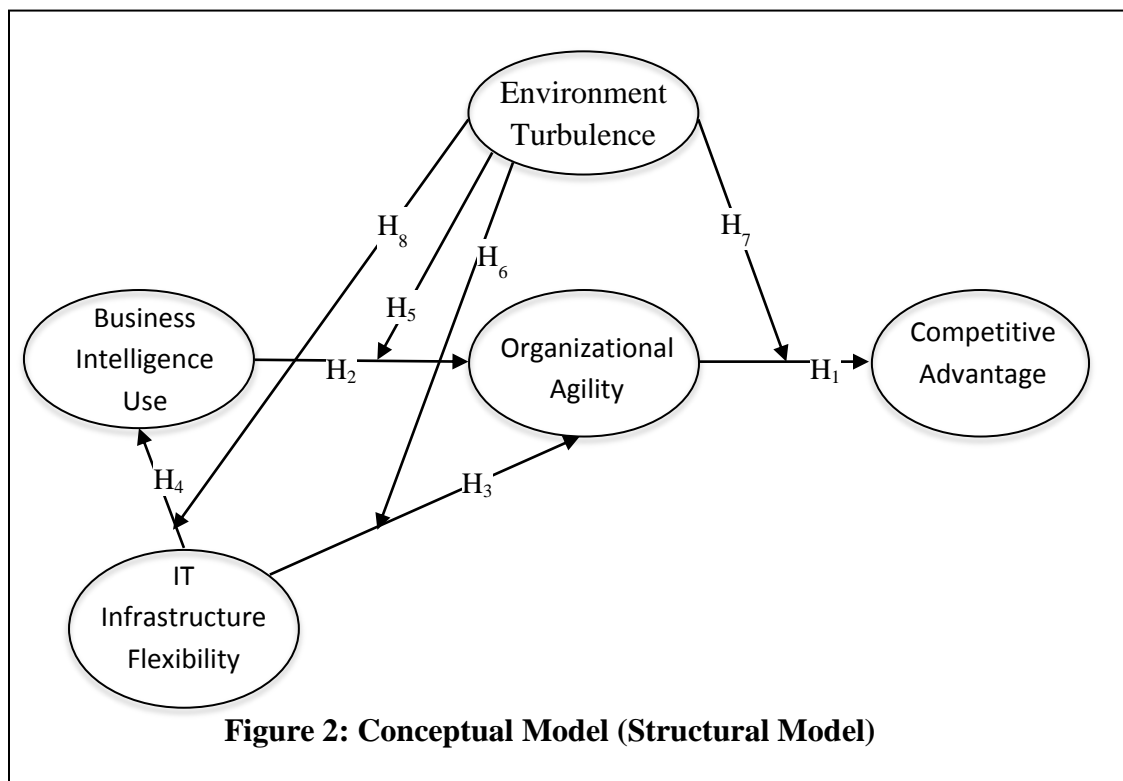 Environment
Turbulence
H₈
H₆
H₇
H₅
Business
Intelligence
Use
H₂
Organizational
Agility
H₁
Competitive
Advantage
H₄
H₃
IT
Infrastructure
Flexibility
Figure 2: Conceptual Model (Structural Model)